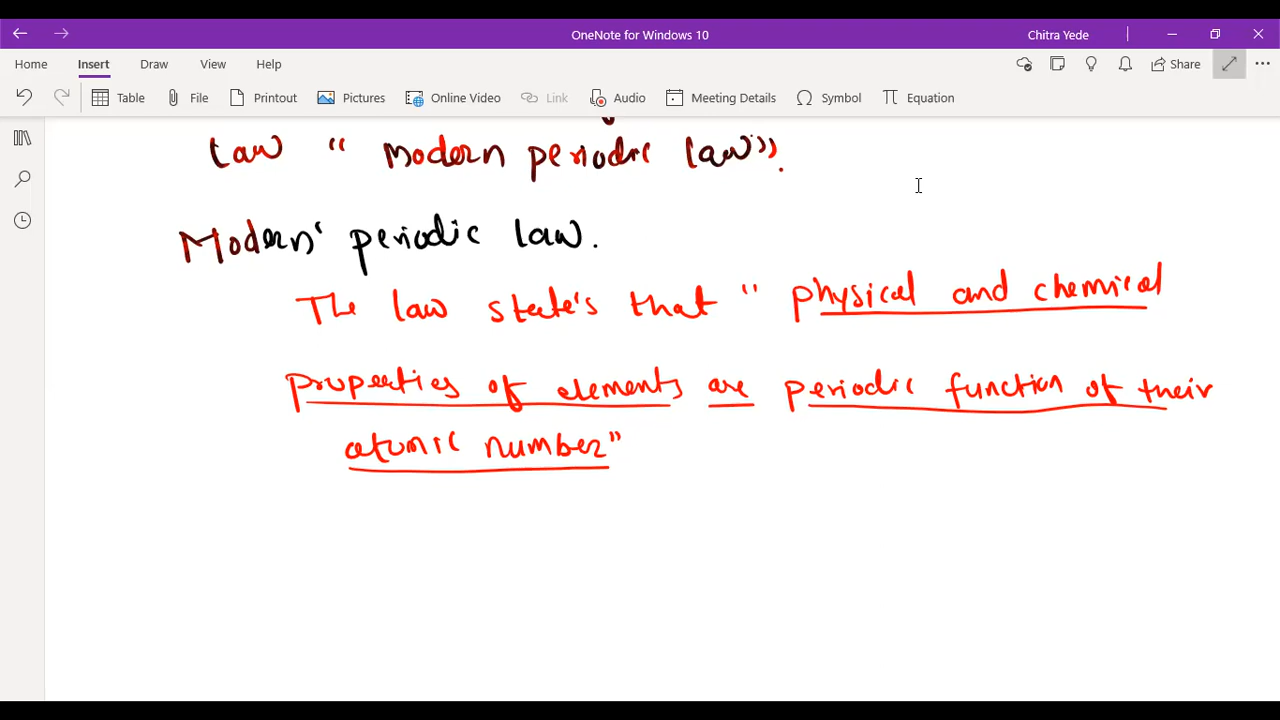 OneNote for Windows 10
Chitra Yede
Home Insert Draw View Help
Share
Table File Printout Pictures Online Video Link Audio Meeting Details Symbol Equation
Law “ Modern periodic law”.
Modern' periodic law.
The law state's that “ physical and chemical
properties of elements are periodic function of their
atomic number”